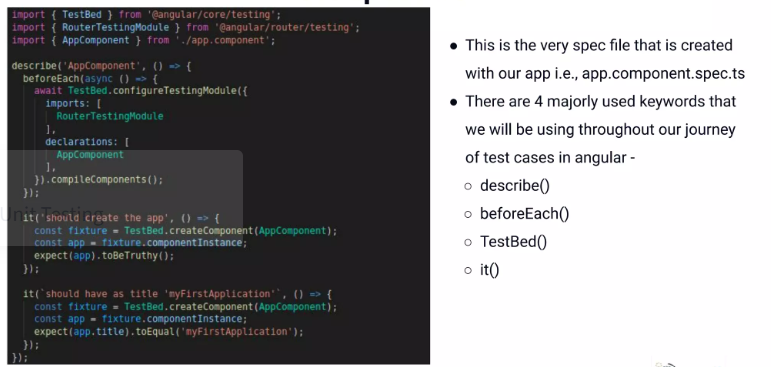 import { TestBed } from '@angular/core/testing';
import { RouterTestingModule } from '@angular/router/testing';
import { AppComponent } from './app.component';

describe('AppComponent', () => {
  beforeEach(async () => {
    await TestBed.configureTestingModule({
      imports: [
        RouterTestingModule
      ],
      declarations: [
        AppComponent
      ],
    }).compileComponents();
  });

  it('should create the app', () => {
    const fixture = TestBed.createComponent(AppComponent);
    const app = fixture.componentInstance;
    expect(app).toBeTruthy();
  });

  it(`should have as title 'myFirstApplication'`, () => {
    const fixture = TestBed.createComponent(AppComponent);
    const app = fixture.componentInstance;
    expect(app.title).toEqual('myFirstApplication');
  });
});
Unit Testing
● This is the very spec file that is created
with our app i.e., app.component.spec.ts
● There are 4 majorly used keywords that
we will be using throughout our journey
of test cases in angular -
○ describe()
○ beforeEach()
○ TestBed()
○ it()